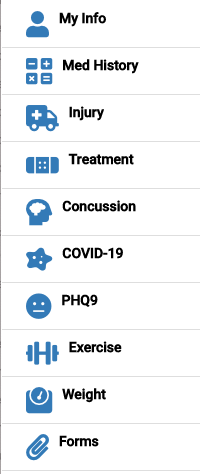 My Info
Med History
Injury
Treatment
Concussion
COVID-19
PHQ9
Exercise
Weight
Forms